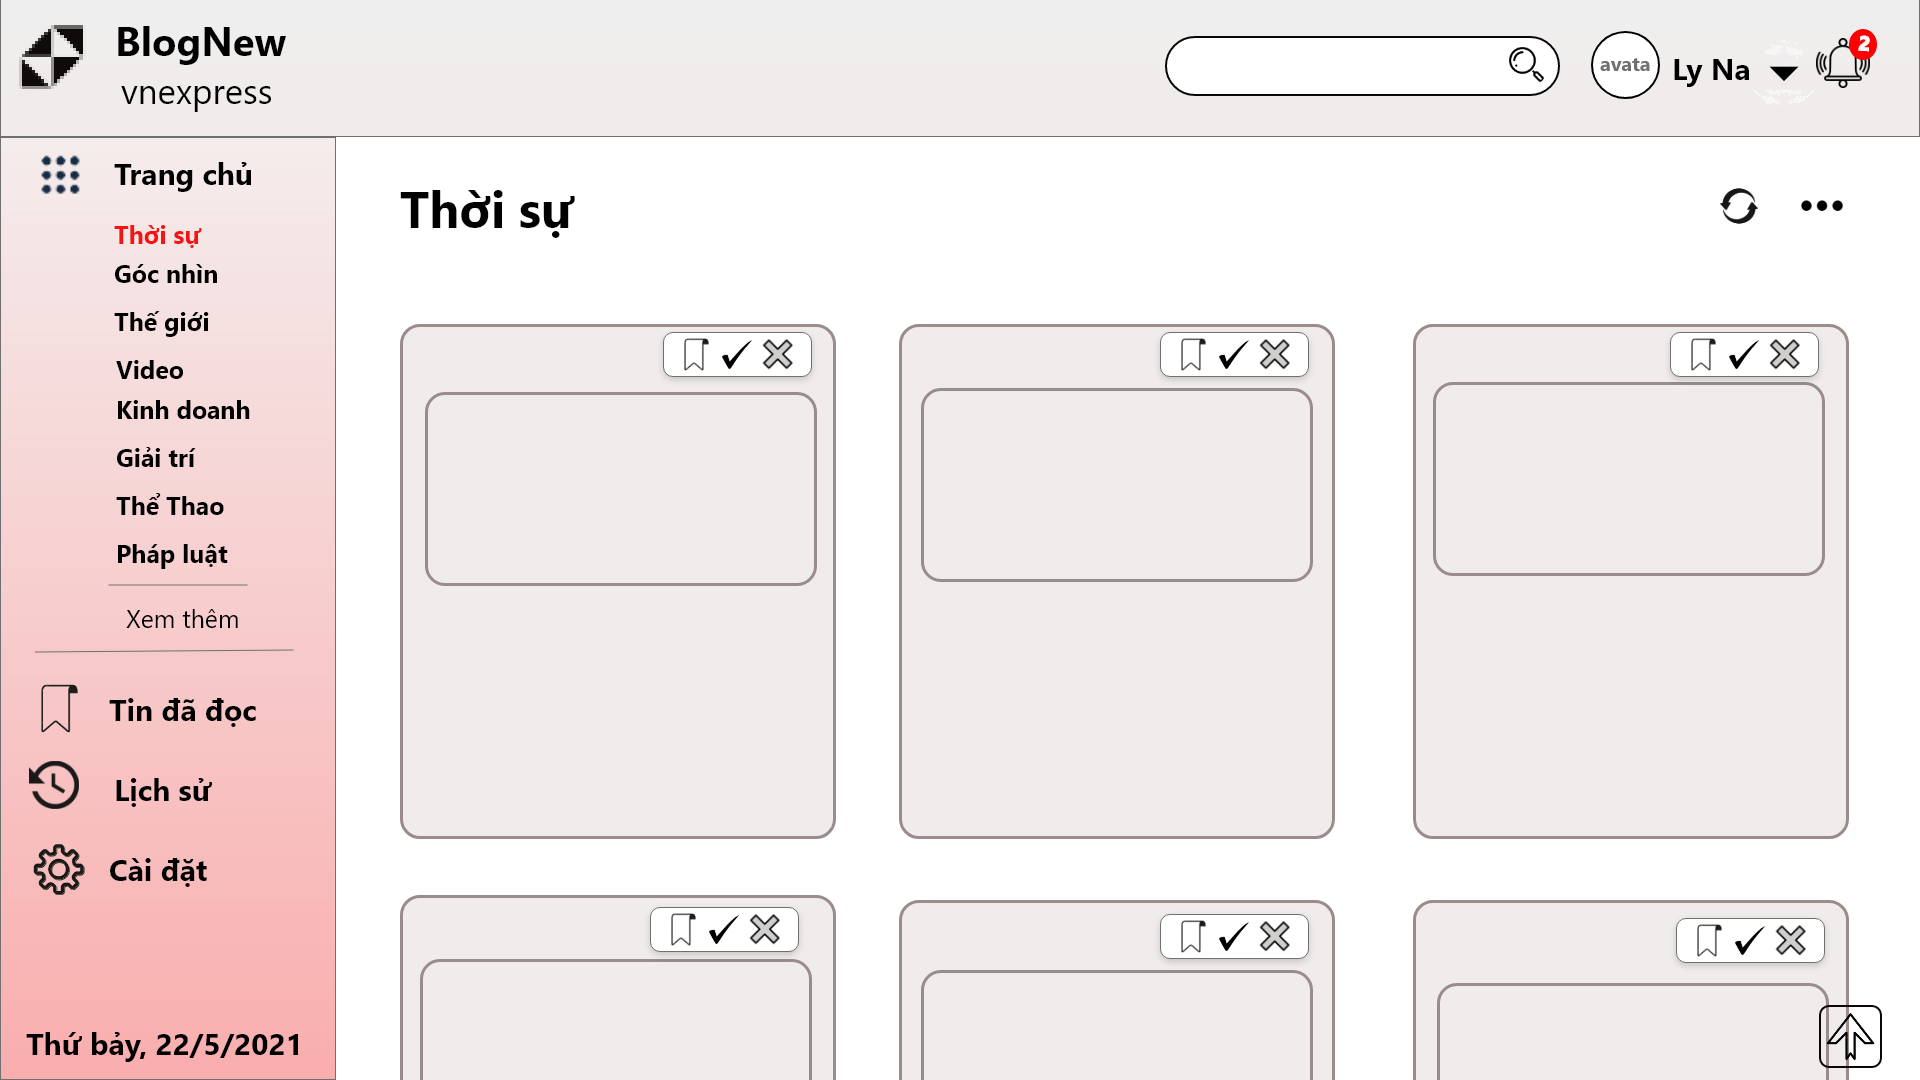 BlogNew
vnexpress
avata
Ly Na
2
Trang chủ
Thời sự
Góc nhìn
Thế giới
Video
Kinh doanh
Giải trí
Thể Thao
Pháp luật
Xem thêm
Tin đã đọc
Lịch sử
Cài đặt
Thứ bảy, 22/5/2021
Thời sự